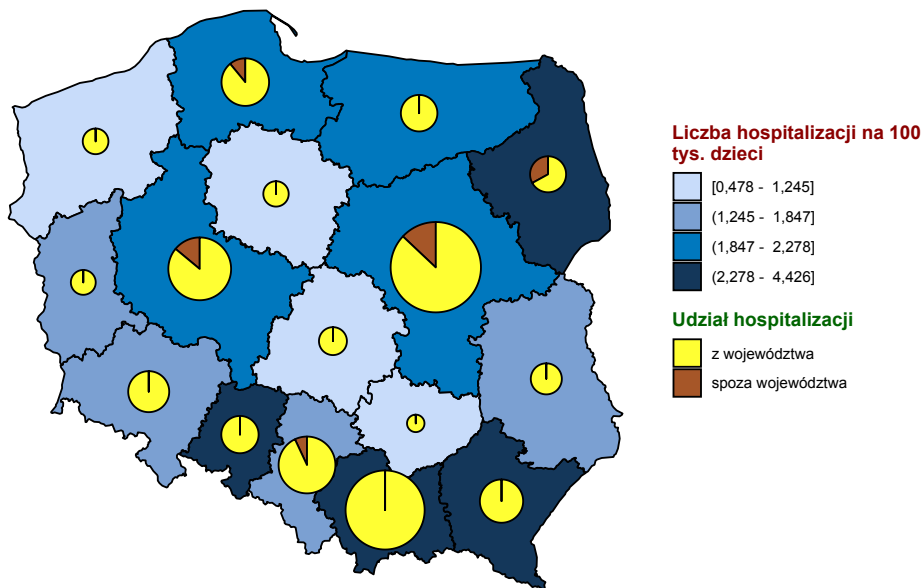 Liczba hospitalizacji na 100
tys. dzieci
[0,478 - 1,245]
(1,245 - 1,847]
(1,847 - 2,278]
(2,278 - 4,426]
Udział hospitalizacji
z województwa
spoza województwa